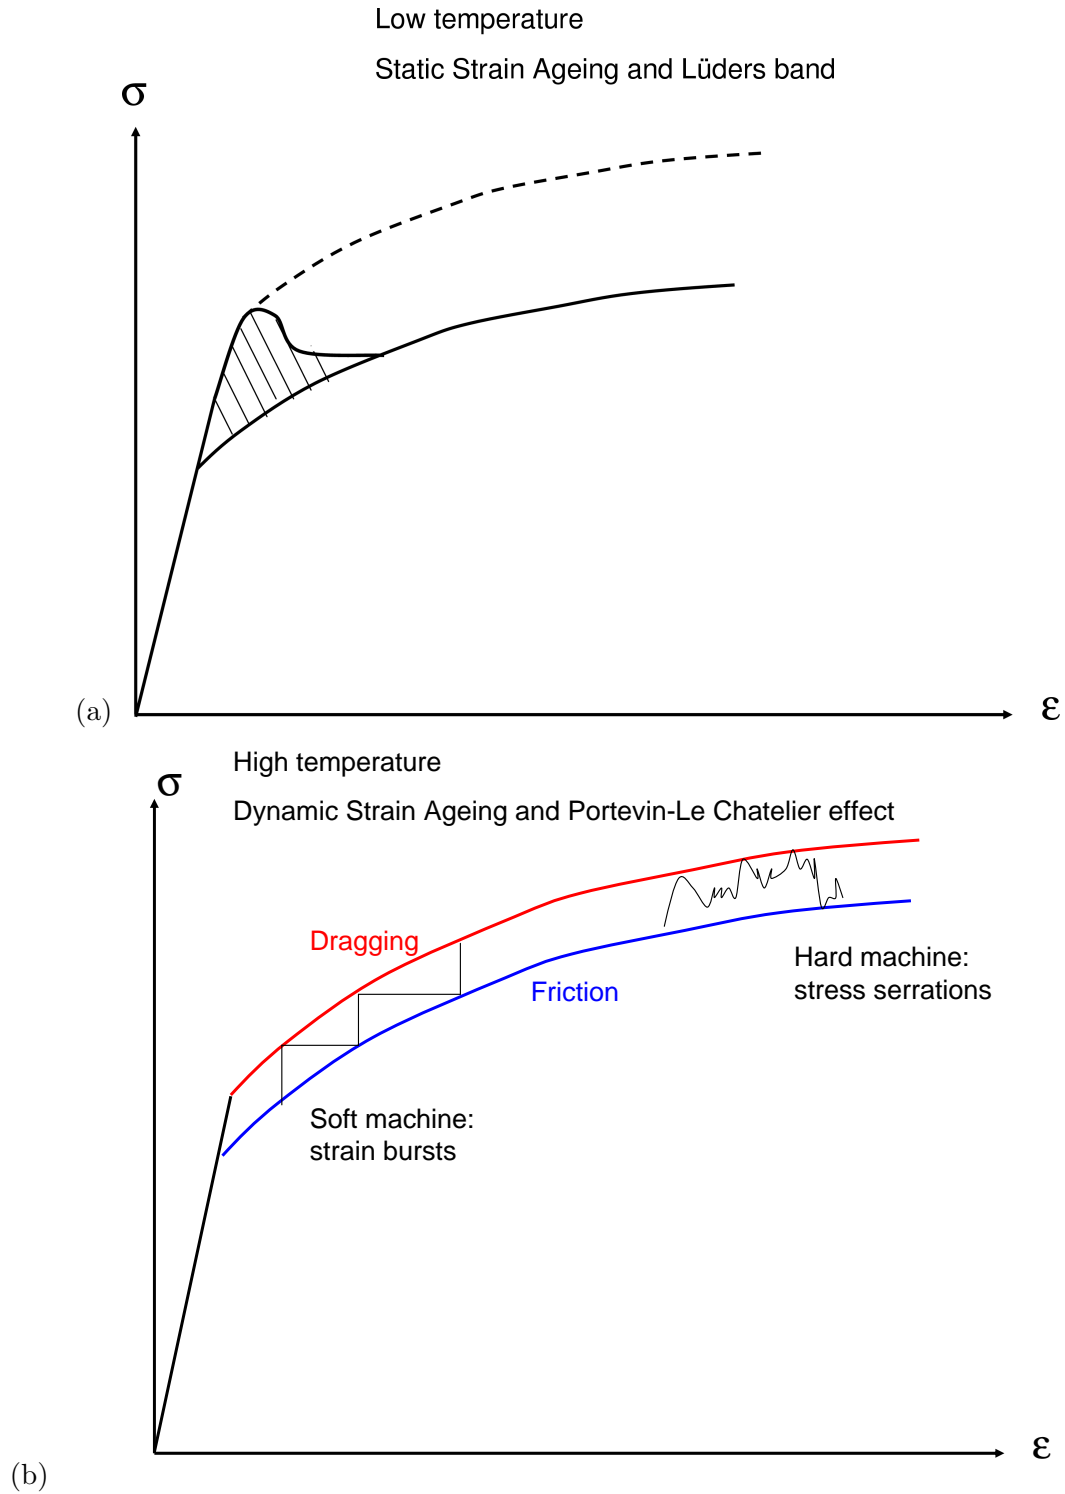 Low temperature
Static Strain Ageing and Lüders band
σ
(a)
ε
High temperature
σ
Dynamic Strain Ageing and Portevin-Le Chatelier effect
Dragging
Friction
Hard machine:
stress serrations
Soft machine:
strain bursts
ε
(b)